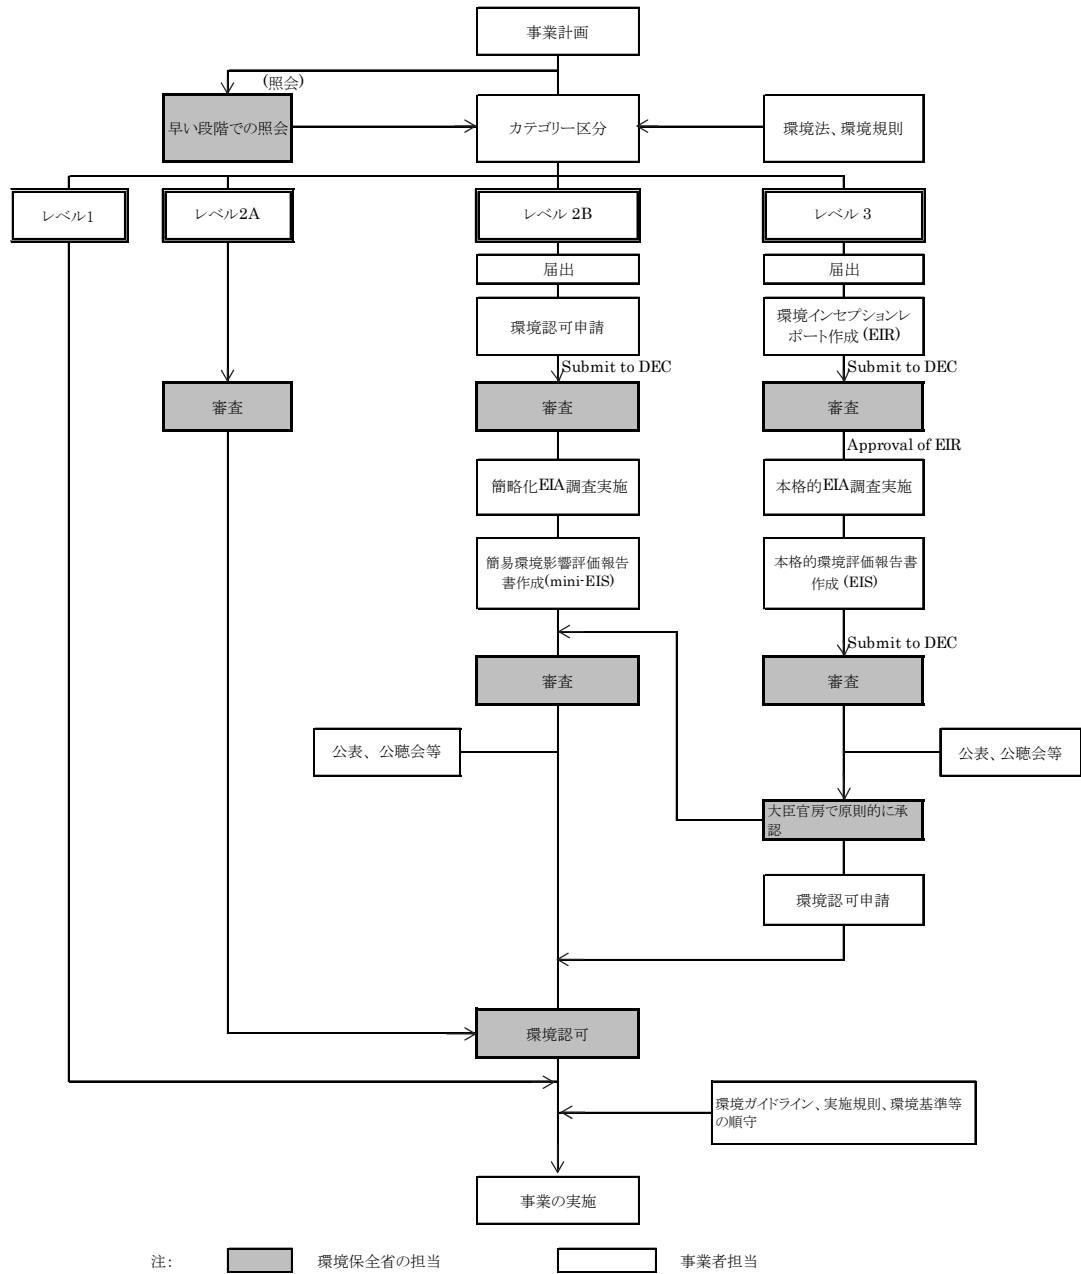 事業計画
(照会)
早い段階での照会
カテゴリー区分
環境法、環境規則
レベル1
レベル2A
レベル 2B
レベル 3
届出
届出
環境認可申請
環境インセプションレ
ポート作成 (EIR)
Submit to DEC
Submit to DEC
審査
審査
審査
Approval of EIR
簡略化EIA調査実施
本格的EIA調査実施
簡易環境影響評価報告
書作成(mini-EIS)
本格的環境評価報告書
作成 (EIS)
Submit to DEC
審査
審査
公表、公聴会等
公表、公聴会等
大臣官房で原則的に承
認
環境認可申請
環境認可
環境ガイドライン、実施規則、環境基準等
の順守
事業の実施
注:
環境保全省の担当
事業者担当